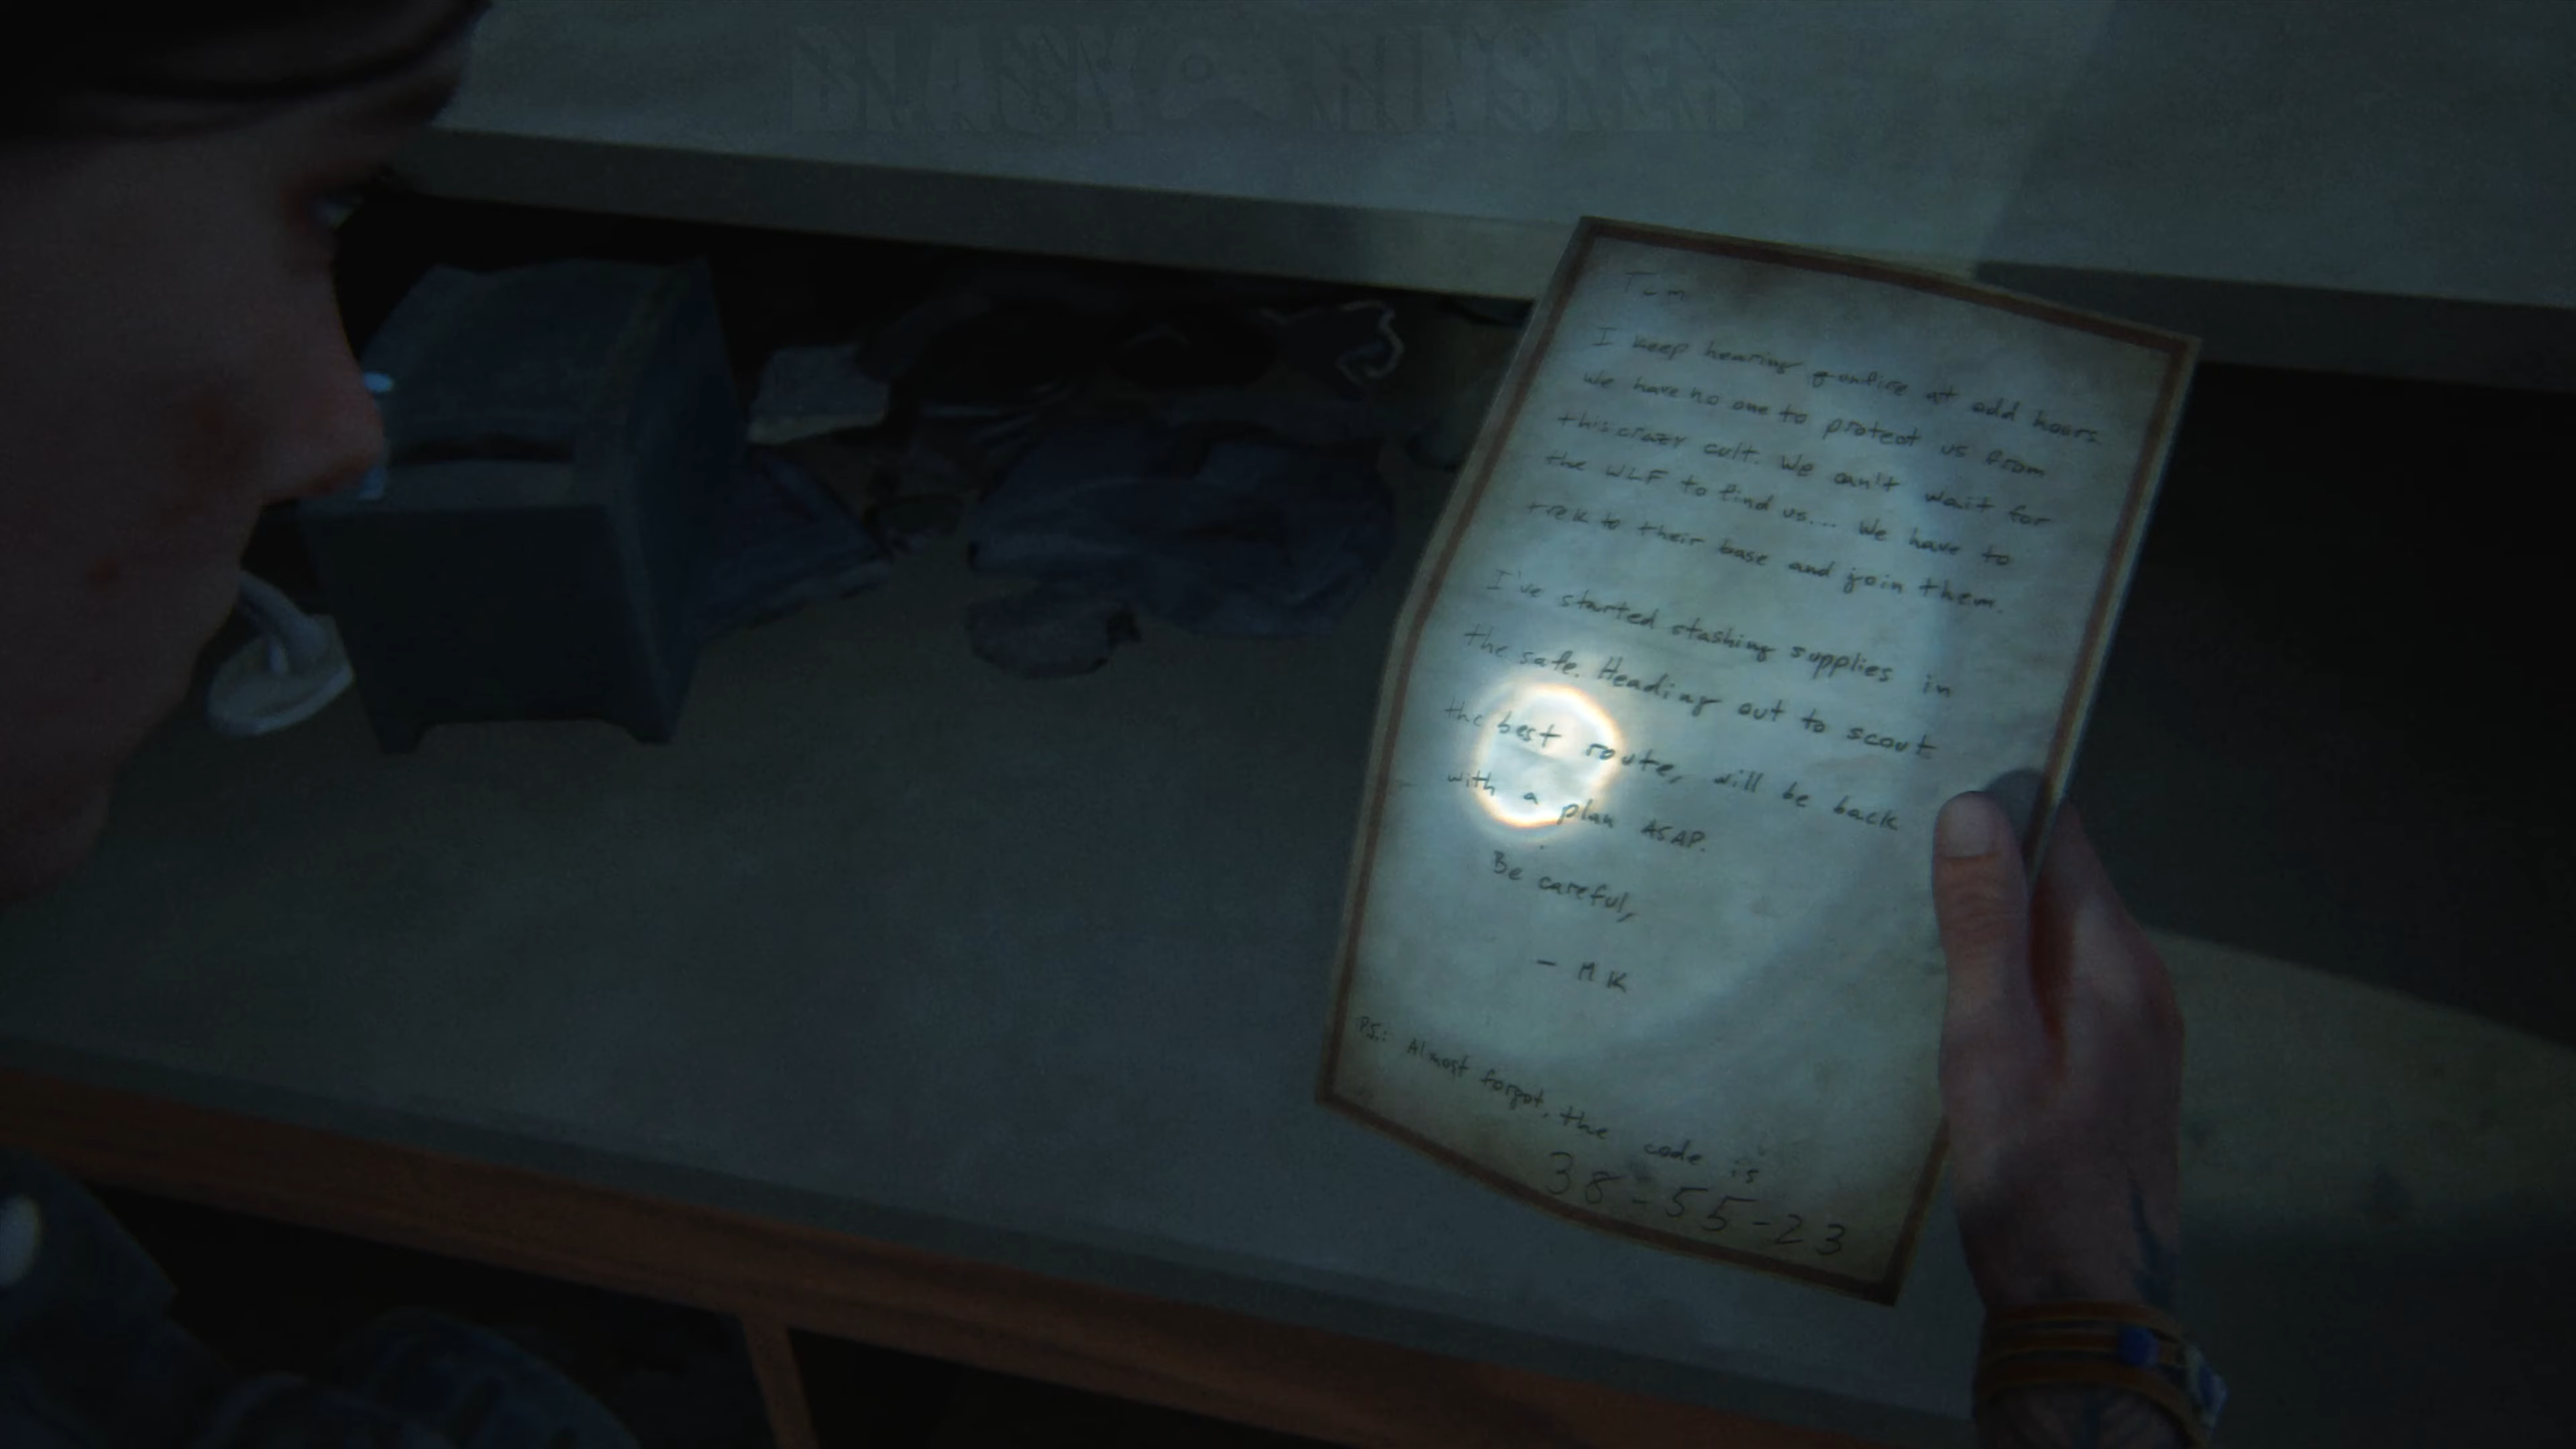 I keep hearing gunfire at odd hours.
We have no one to protect us from
this crazy cult. We can't wait for
the WLF to find us... We have to
trek to their base and join them.
I've started stashing supplies in
the safe. Heading out to scout
the best route, will be back
with a plan ASAP.
Be careful,
- MK
P.S.: Almost forgot, the code is
38-55-23